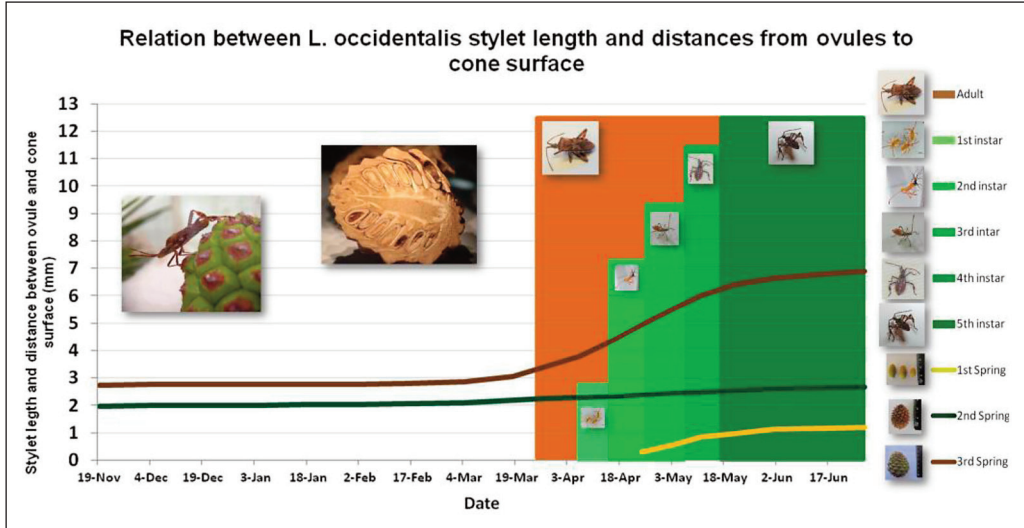 Relation between L. occidentalis stylet length and distances from ovules to
cone surface
Stylet legth and distance between ovule and cone
surface (mm)
13
12
11
10
9
8
7
6
5
4
3
2
1
0
19-Nov 4-Dec 19-Dec 3-Jan 18-Jan 2-Feb 17-Feb 4-Mar 19-Mar 3-Apr 18-Apr 3-May 18-May 2-Jun 17-Jun
Date
Adult
1st instar
2nd instar
3rd intar
4th instar
5th instar
1st Spring
2nd Spring
3rd Spring